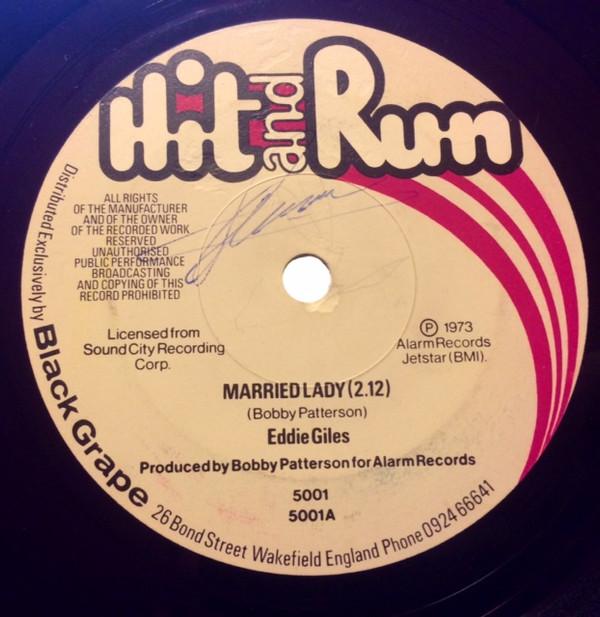 Hit and Run
ALL RIGHTS
OF THE MANUFACTURER
AND OF THE OWNER
OF THE RECORDED WORK
RESERVED
UNAUTHORISED
PUBLIC PERFORMANCE
BROADCASTING
AND COPYING OF THIS
RECORD PROHIBITED
Licensed from
Sound City Recording
Corp.
℗ 1973
Alarm Records
Jetstar (BMI).
MARRIED LADY (2.12)
(Bobby Patterson)
Eddie Giles
Produced by Bobby Patterson for Alarm Records
5001
5001A
Distributed Exclusively by Black Grape 26 Bond Street Wakefield England Phone 0924 66641